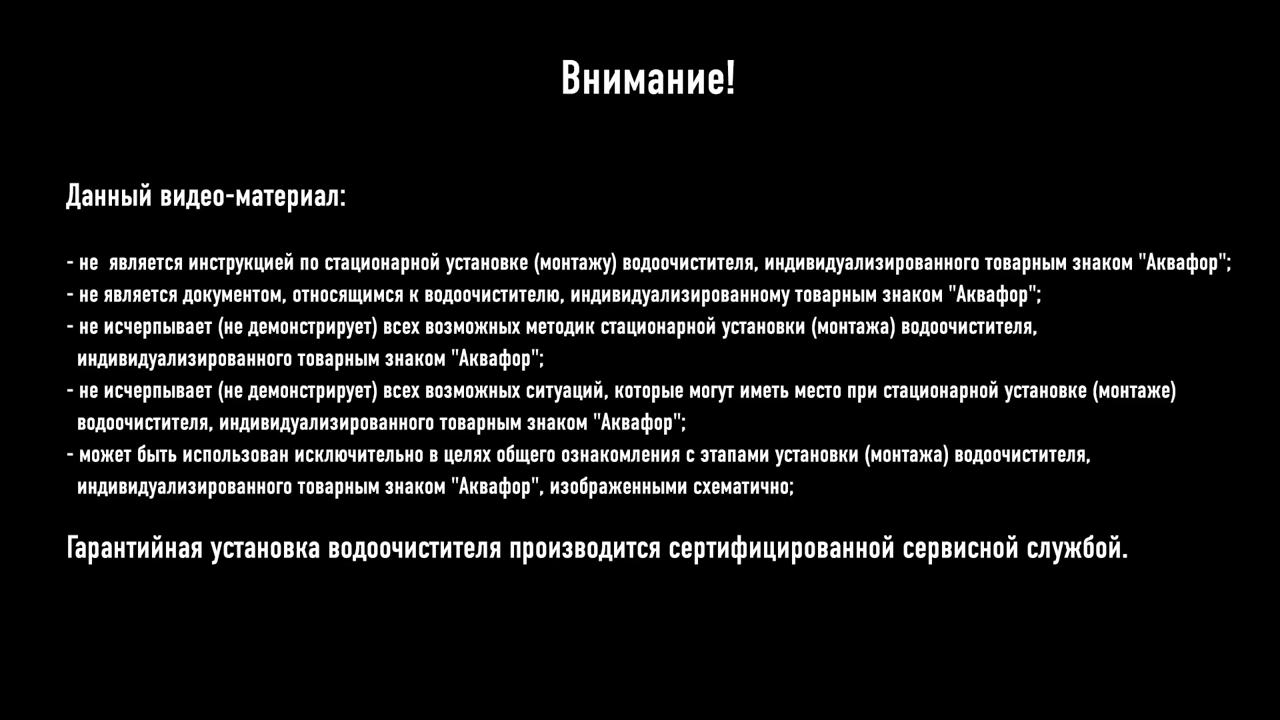 Внимание!
Данный видео-материал:
- не является инструкцией по стационарной установке (монтажу) водоочистителя, индивидуализированного товарным знаком "Аквафор";
- не является документом, относящимся к водоочистителю, индивидуализированному товарным знаком "Аквафор";
- не исчерпывает (не демонстрирует) всех возможных методик стационарной установки (монтажа) водоочистителя,
индивидуализированного товарным знаком "Аквафор";
- не исчерпывает (не демонстрирует) всех возможных ситуаций, которые могут иметь место при стационарной установке (монтаже)
водоочистителя, индивидуализированного товарным знаком "Аквафор";
- может быть использован исключительно в целях общего ознакомления с этапами установки (монтажа) водоочистителя,
индивидуализированного товарным знаком "Аквафор", изображенными схематично;
Гарантийная установка водоочистителя производится сертифицированной сервисной службой.